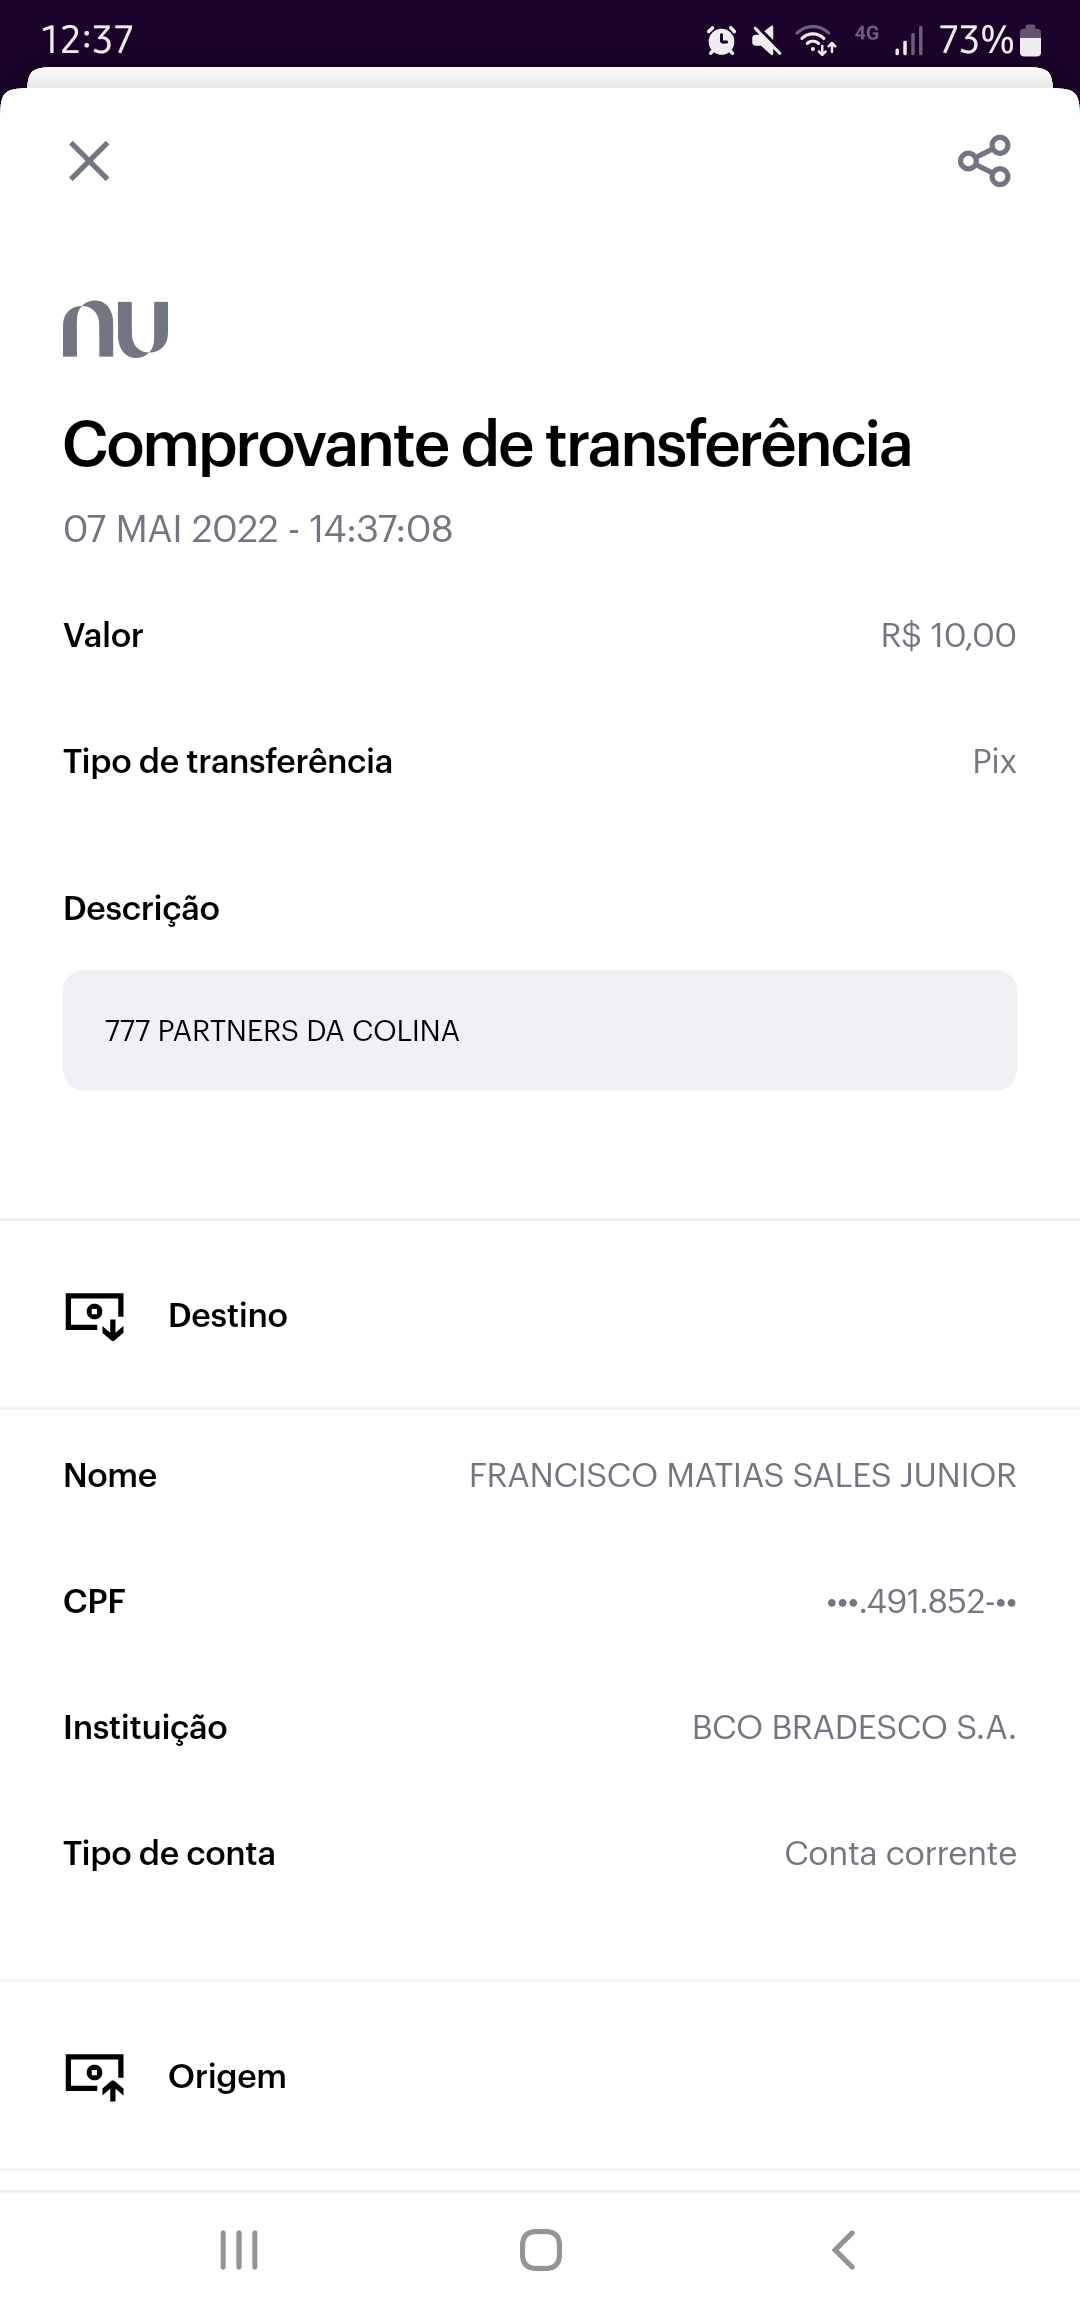 12:37
4G 73%
nu
Comprovante de transferência
07 MAI 2022 - 14:37:08
Valor R$ 10,00
Tipo de transferência Pix
Descrição
777 PARTNERS DA COLINA
Destino
Nome FRANCISCO MATIAS SALES JUNIOR
CPF •••.491.852-••
Instituição BCO BRADESCO S.A.
Tipo de conta Conta corrente
Origem